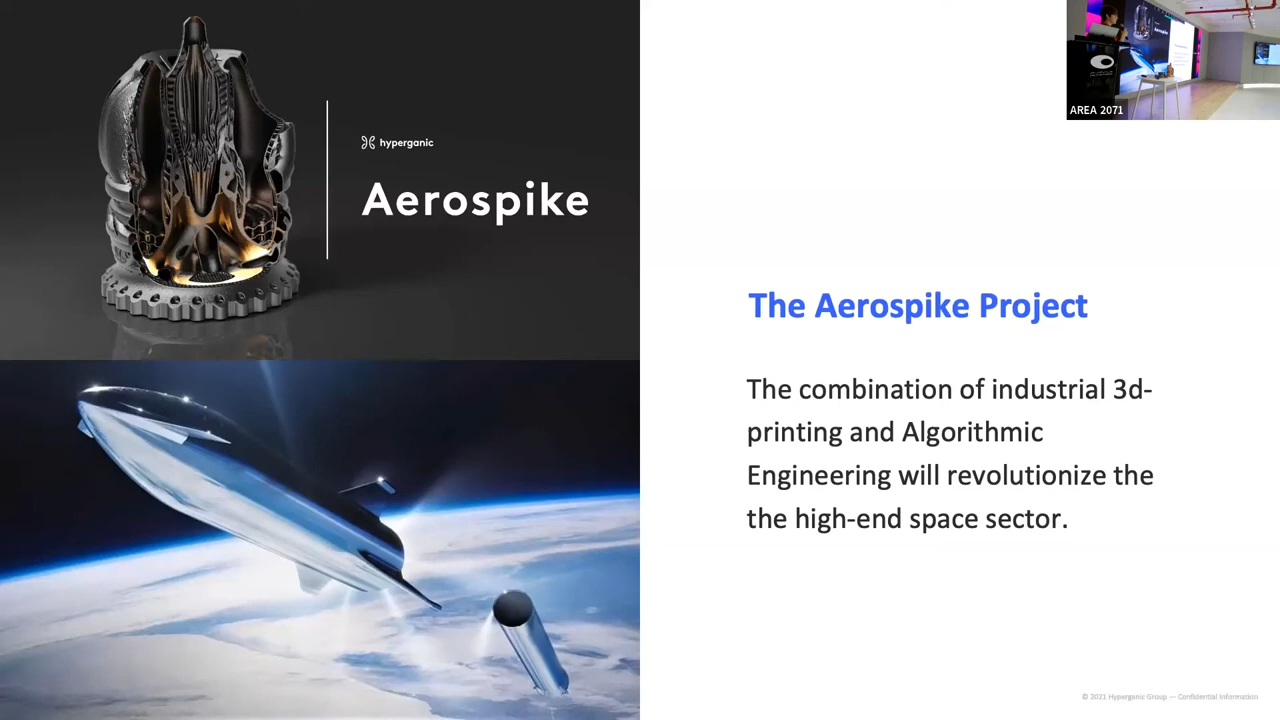 hyperganic
Aerospike
The Aerospike Project
The combination of industrial 3d-
printing and Algorithmic
Engineering will revolutionize the
the high-end space sector.
AREA 2071
© 2021 Hyperganic Group — Confidential Information